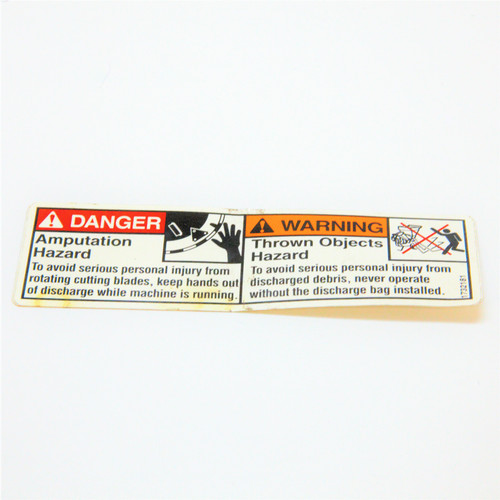 DANGER
Amputation
Hazard
To avoid serious personal injury from
rotating cutting blades, keep hands out
of discharge while machine is running.
WARNING
Thrown Objects
Hazard
To avoid serious personal injury from
discharged debris, never operate
without the discharge bag installed.
1732161